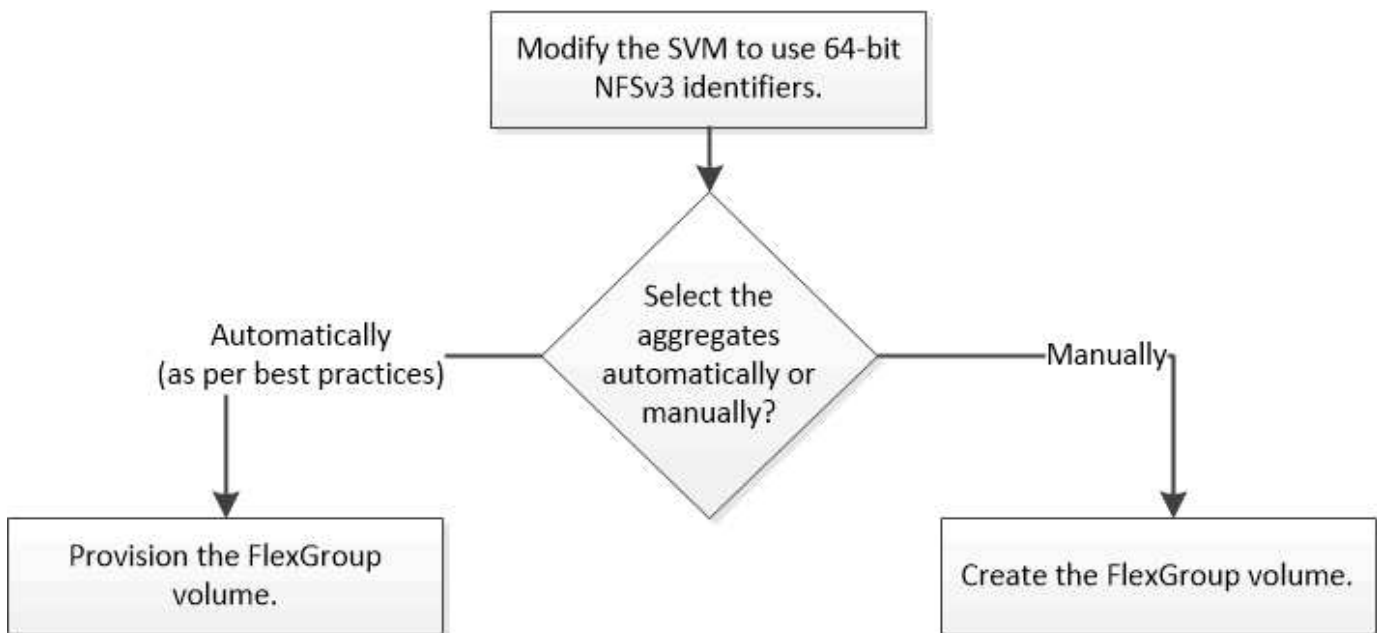 Modify the SVM to use 64-bit
NFSv3 identifiers.
Select the
aggregates
automatically or
manually?
Automatically
(as per best practices)
Manually
Provision the FlexGroup
volume.
Create the FlexGroup volume.